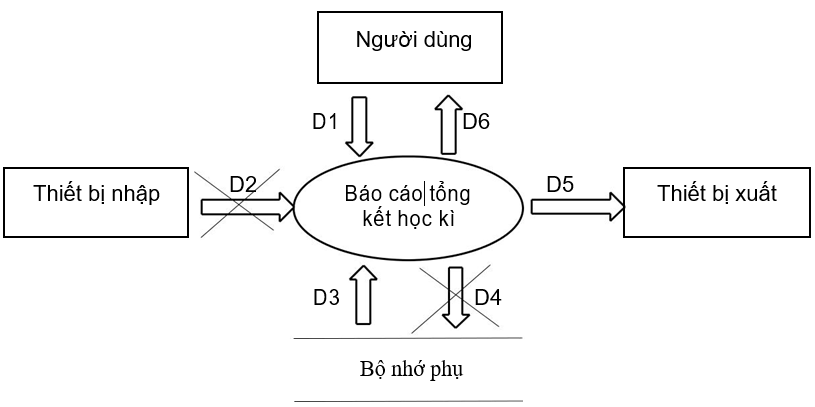 Người dùng
D1
D6
Thiết bị nhập
D2
Báo cáo tổng
kết học kì
D5
Thiết bị xuất
D3
D4
Bộ nhớ phụ